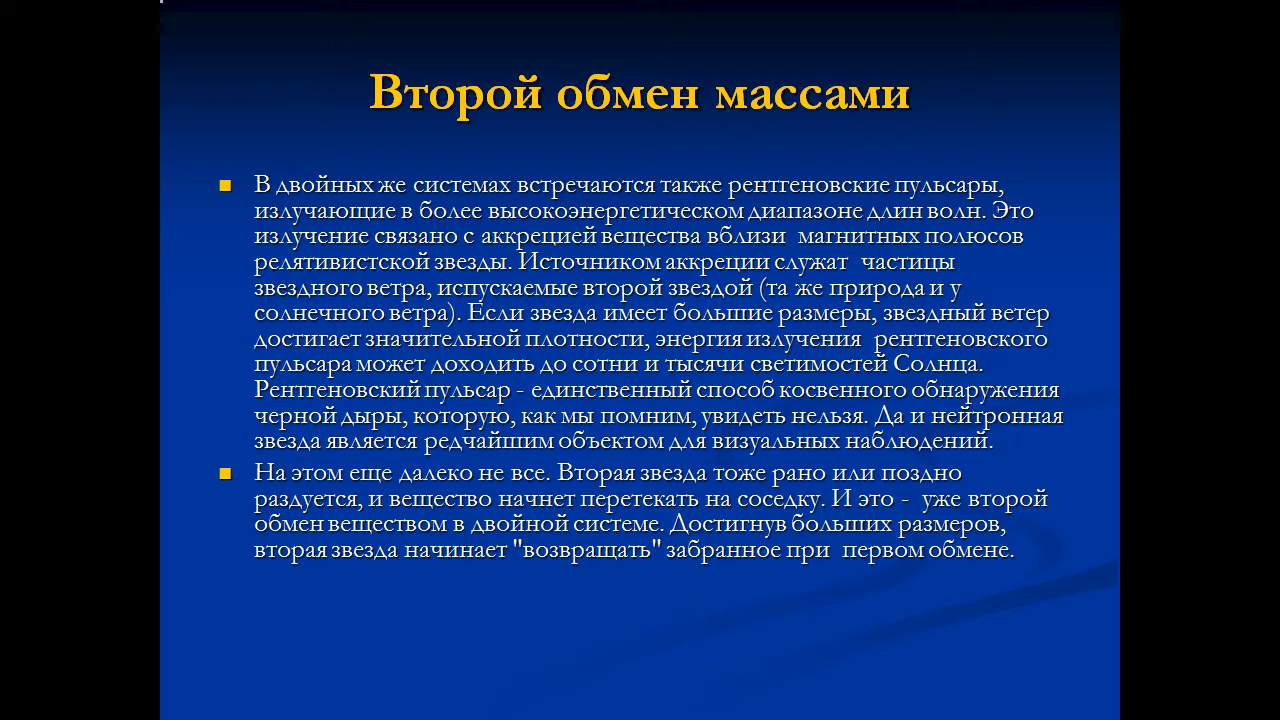 Второй обмен массами
В двойных же системах встречаются также рентгеновские пульсары,
излучающие в более высокоэнергетическом диапазоне длин волн. Это
излучение связано с аккрецией вещества вблизи  магнитных полюсов
релятивистской звезды. Источником аккреции служат  частицы
звездного ветра, испускаемые второй звездой (та же природа и у
солнечного ветра). Если звезда имеет большие размеры, звездный ветер
достигает значительной плотности, энергия излучения  рентгеновского
пульсара может доходить до сотни и тысячи светимостей Солнца.
Рентгеновский пульсар - единственный способ косвенного обнаружения
черной дыры, которую, как мы помним, увидеть нельзя. Да и нейтронная
звезда является редчайшим объектом для визуальных наблюдений.
На этом еще далеко не все. Вторая звезда тоже рано или поздно
раздуется, и вещество начнет перетекать на соседку. И это -  уже второй
обмен веществом в двойной системе. Достигнув больших размеров,
вторая звезда начинает "возвращать" забранное при  первом обмене.